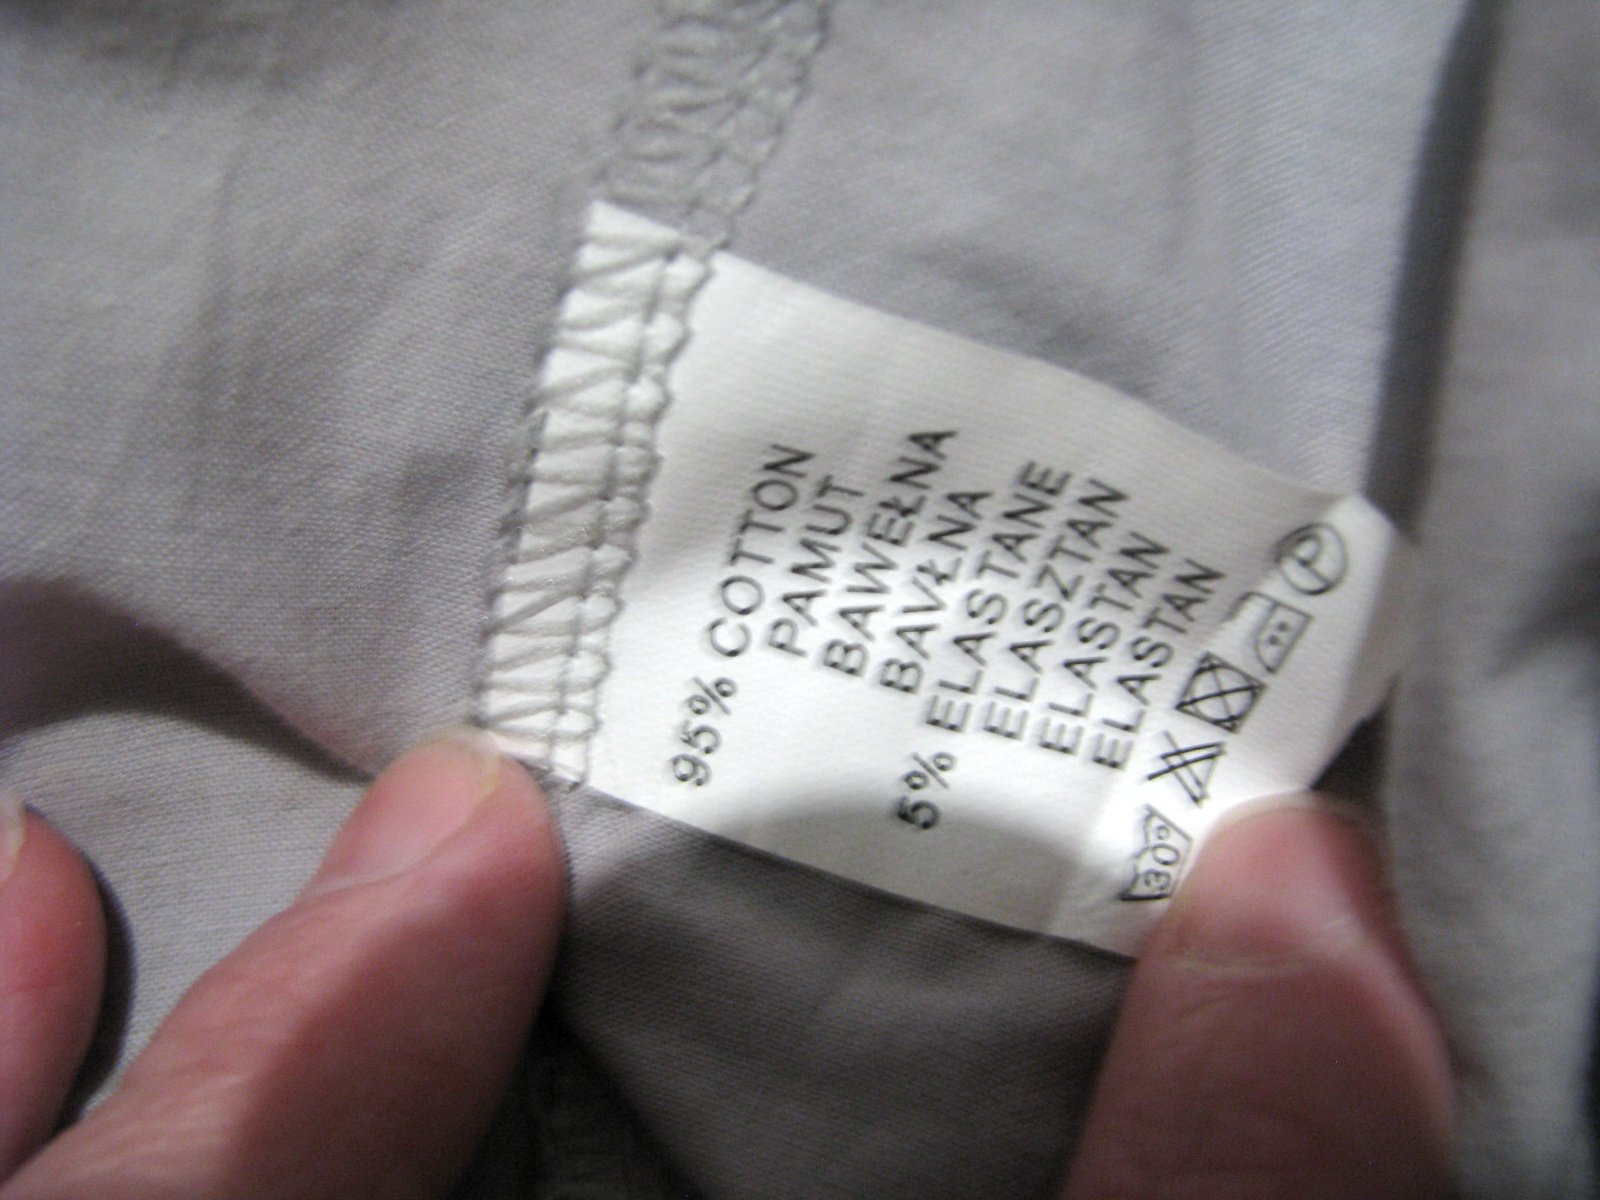 95% COTTON
PAMUT
BAWEŁNA
BAVŁNA
5% ELASTANE
ELASZTAN
ELASTAN
ELASTAN
30°
P